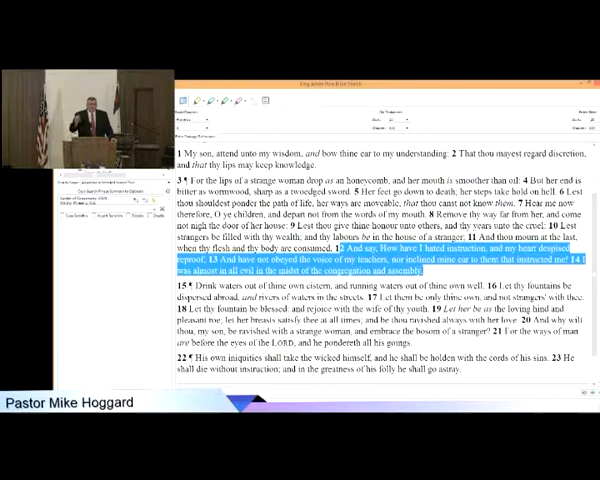 1 My son, attend unto my wisdom, and bow thine ear to my understanding: 2 That thou mayest regard discretion,
and that thy lips may keep knowledge.
3 ¶ For the lips of a strange woman drop as an honeycomb, and her mouth is smoother than oil: 4 But her end is
bitter as wormwood, sharp as a twoedged sword. 5 Her feet go down to death; her steps take hold on hell. 6 Lest
thou shouldest ponder the path of life, her ways are moveable, that thou canst not know them. 7 Hear me now
therefore, O ye children, and depart not from the words of my mouth. 8 Remove thy way far from her, and come
not nigh the door of her house: 9 Lest thou give thine honour unto others, and thy years unto the cruel: 10 Lest
strangers be filled with thy wealth; and thy labours be in the house of a stranger; 11 And thou mourn at the last,
when thy flesh and thy body are consumed, 12 And say, How have I hated instruction, and my heart despised
reproof; 13 And have not obeyed the voice of my teachers, nor inclined mine ear to them that instructed me! 14 I
was almost in all evil in the midst of the congregation and assembly.
15 ¶ Drink waters out of thine own cistern, and running waters out of thine own well. 16 Let thy fountains be
dispersed abroad, and rivers of waters in the streets. 17 Let them be only thine own, and not strangers' with thee.
18 Let thy fountain be blessed: and rejoice with the wife of thy youth. 19 Let her be as the loving hind and
pleasant roe; let her breasts satisfy thee at all times; and be thou ravished always with her love. 20 And why wilt
thou, my son, be ravished with a strange woman, and embrace the bosom of a stranger? 21 For the ways of man
are before the eyes of the LORD, and he pondereth all his goings.
22 ¶ His own iniquities shall take the wicked himself, and he shall be holden with the cords of his sins. 23 He
shall die without instruction; and in the greatness of his folly he shall go astray.
Pastor Mike Hoggard